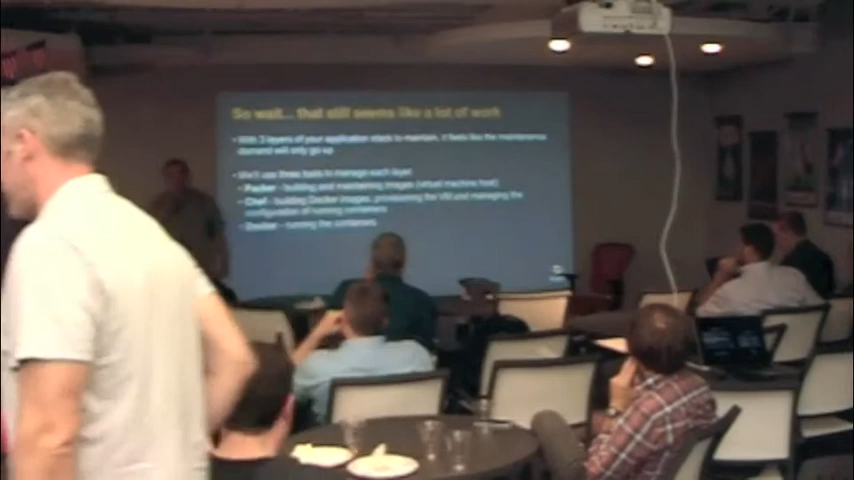 So wait... that still seems like a lot of work
With 3 layers of your application stack to maintain, it feels like the maintenance
demand will only go up
We'll use three tools to manage each layer
Packer - building and maintaining images (virtual machine host)
Chef - building Docker images, provisioning the VM and managing the
configuration of running containers
Docker - running the containers